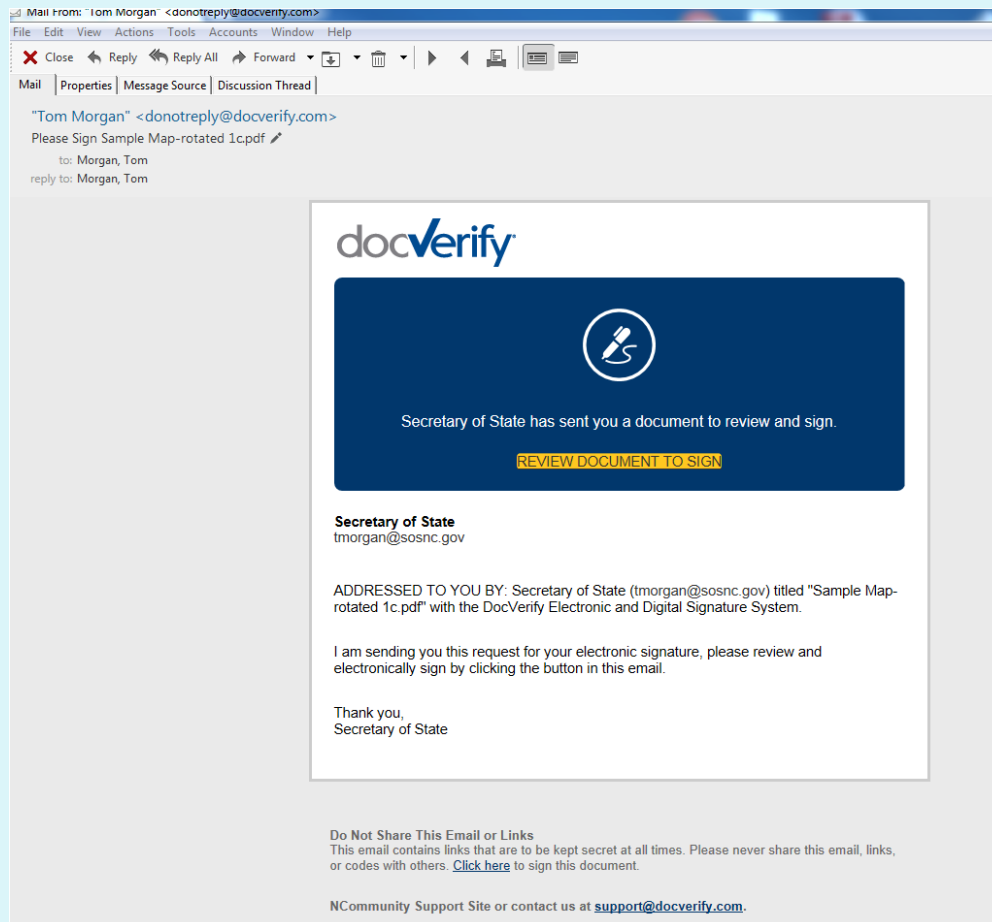 Mail From: "Tom Morgan" <donotreply@docverify.com>
File Edit View Actions Tools Accounts Window Help
Close Reply Reply All Forward
Mail Properties Message Source Discussion Thread
"Tom Morgan" <donotreply@docverify.com>
Please Sign Sample Map-rotated 1c.pdf
to: Morgan, Tom
reply to: Morgan, Tom
docVerify
Secretary of State has sent you a document to review and sign.
REVIEW DOCUMENT TO SIGN
Secretary of State
tmorgan@sosnc.gov
ADDRESSED TO YOU BY: Secretary of State (tmorgan@sosnc.gov) titled "Sample Map-
rotated 1c.pdf" with the DocVerify Electronic and Digital Signature System.
I am sending you this request for your electronic signature, please review and
electronically sign by clicking the button in this email.
Thank you,
Secretary of State
Do Not Share This Email or Links
This email contains links that are to be kept secret at all times. Please never share this email, links,
or codes with others. Click here to sign this document.
NCommunity Support Site or contact us at support@docverify.com.